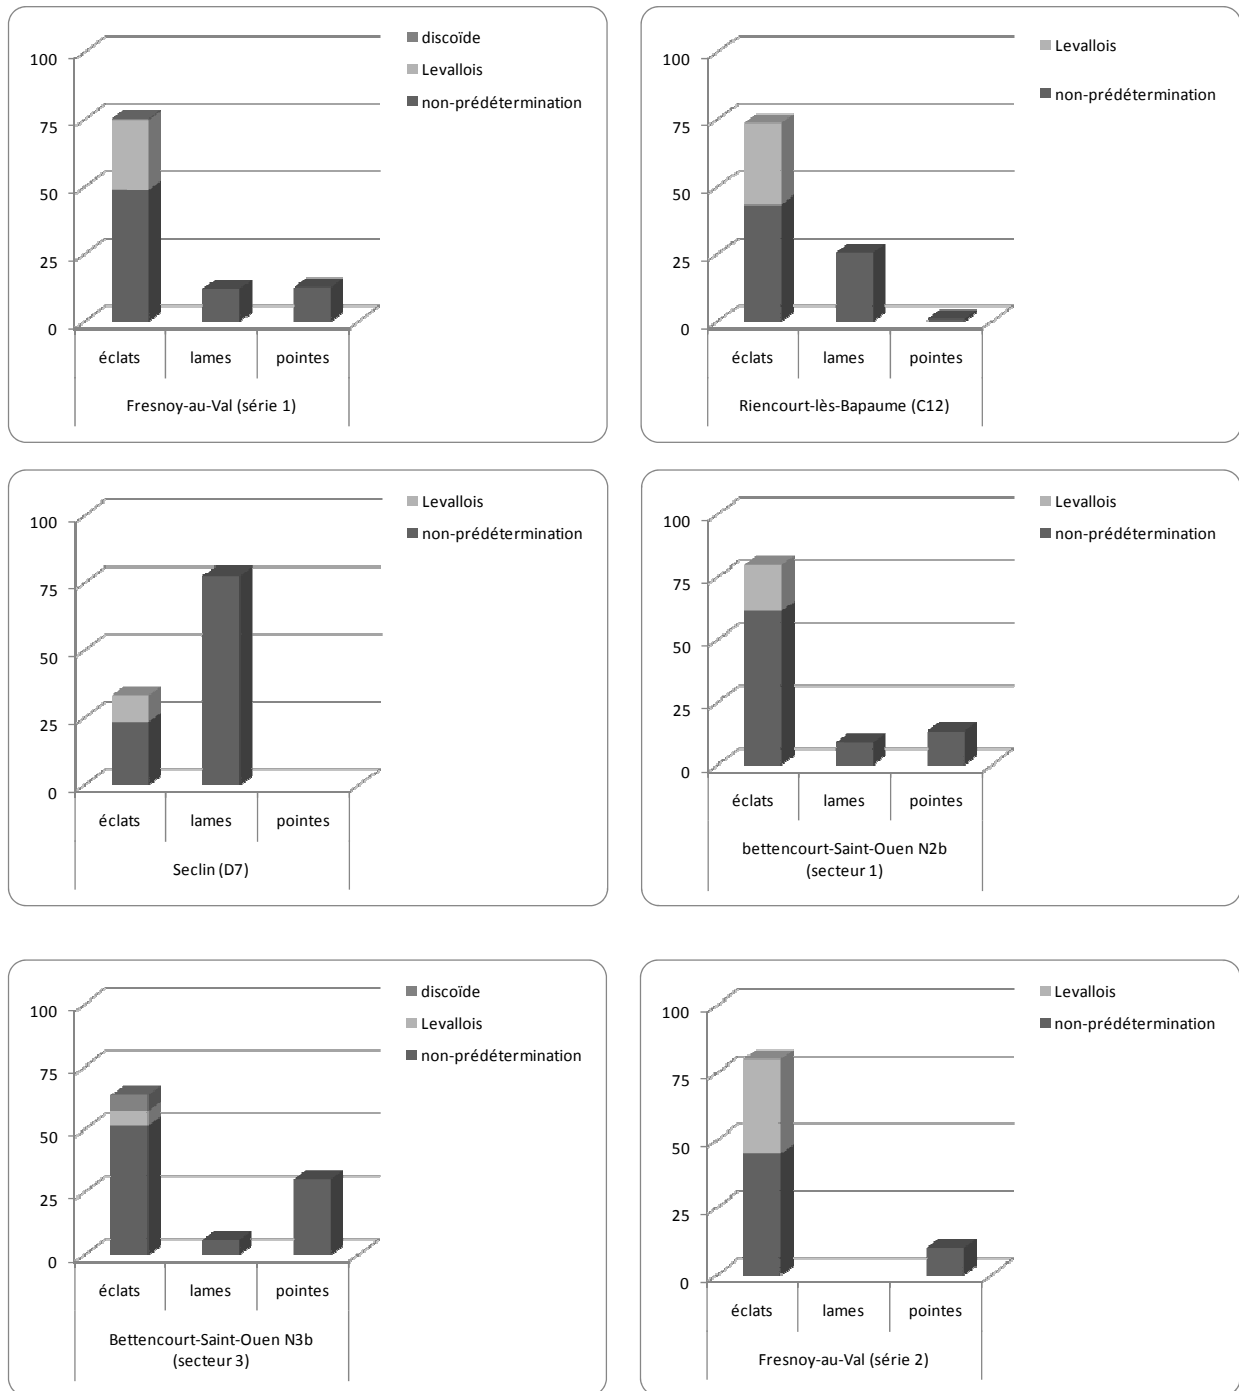 discoïde
Levallois
non-prédétermination
100
75
50
25
0
éclats lames pointes
Fresnoy-au-Val (série 1)
Levallois
non-prédétermination
100
75
50
25
0
éclats lames pointes
Riencourt-lès-Bapaume (C12)
Levallois
non-prédétermination
100
75
50
25
0
éclats lames pointes
Seclin (D7)
Levallois
non-prédétermination
100
75
50
25
0
éclats lames pointes
bettencourt-Saint-Ouen N2b
(secteur 1)
discoïde
Levallois
non-prédétermination
100
75
50
25
0
éclats lames pointes
Bettencourt-Saint-Ouen N3b
(secteur 3)
Levallois
non-prédétermination
100
75
50
25
0
éclats lames pointes
Fresnoy-au-Val (série 2)